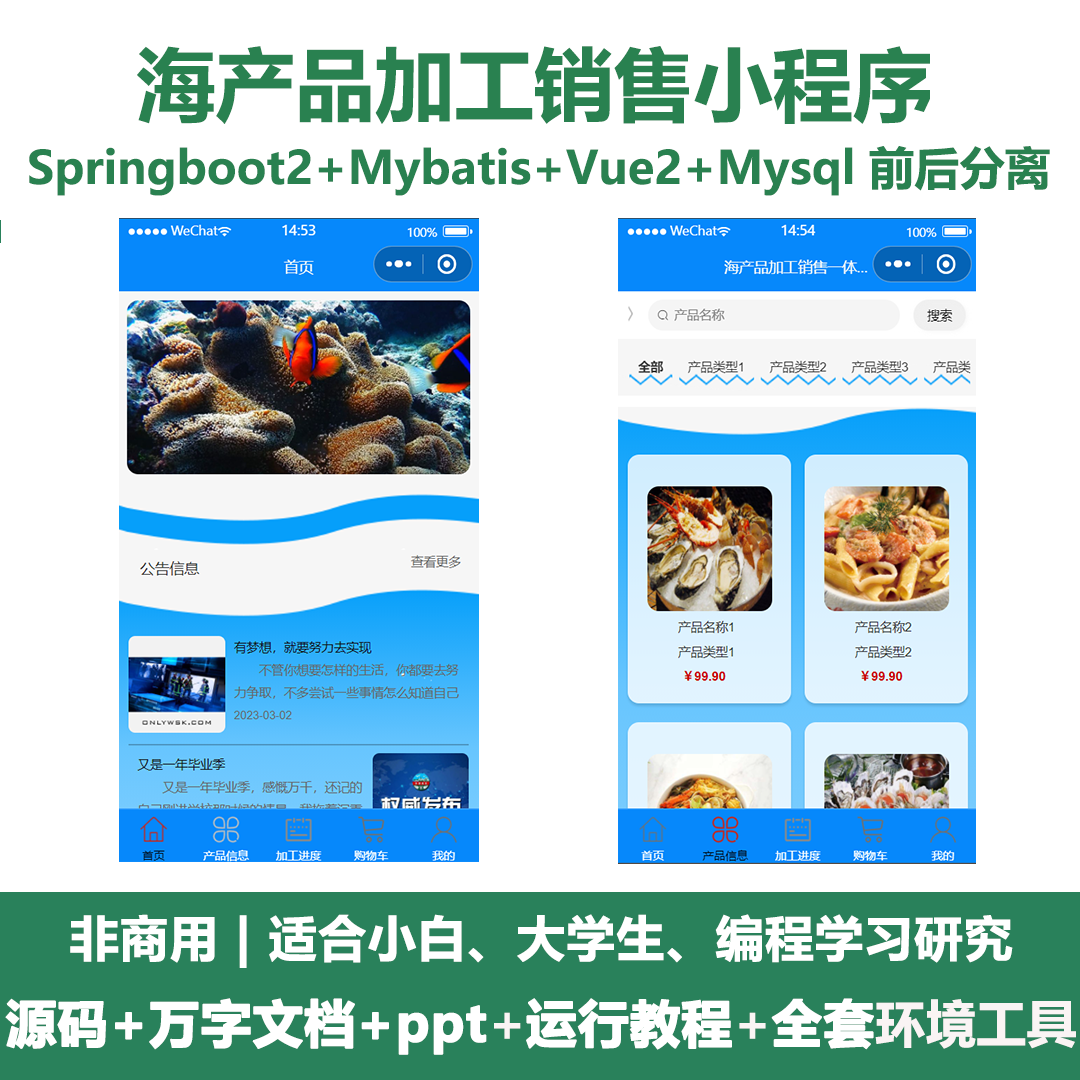 海产品加工销售小程序
Springboot2+Mybatis+Vue2+Mysql 前后分离
WeChat 14:53 100%
首页
公告信息 查看更多
有梦想，就要努力去实现
不管你想要怎样的生活，你都要去努
力争取，不多尝试一些事情怎么知道自己
2023-03-02
ONLYWSK.COM
又是一年毕业季
又是一年毕业季，感慨万千，还记的
权威发布
首页 产品信息 加工进度 购物车 我的
WeChat 14:54 100%
海产品加工销售一体...
产品名称 搜索
全部 产品类型1 产品类型2 产品类型3 产品类
产品名称1 产品名称2
产品类型1 产品类型2
￥99.90 ￥99.90
首页 产品信息 加工进度 购物车 我的
非商用 | 适合小白、大学生、编程学习研究
源码+万字文档+ppt+运行教程+全套环境工具